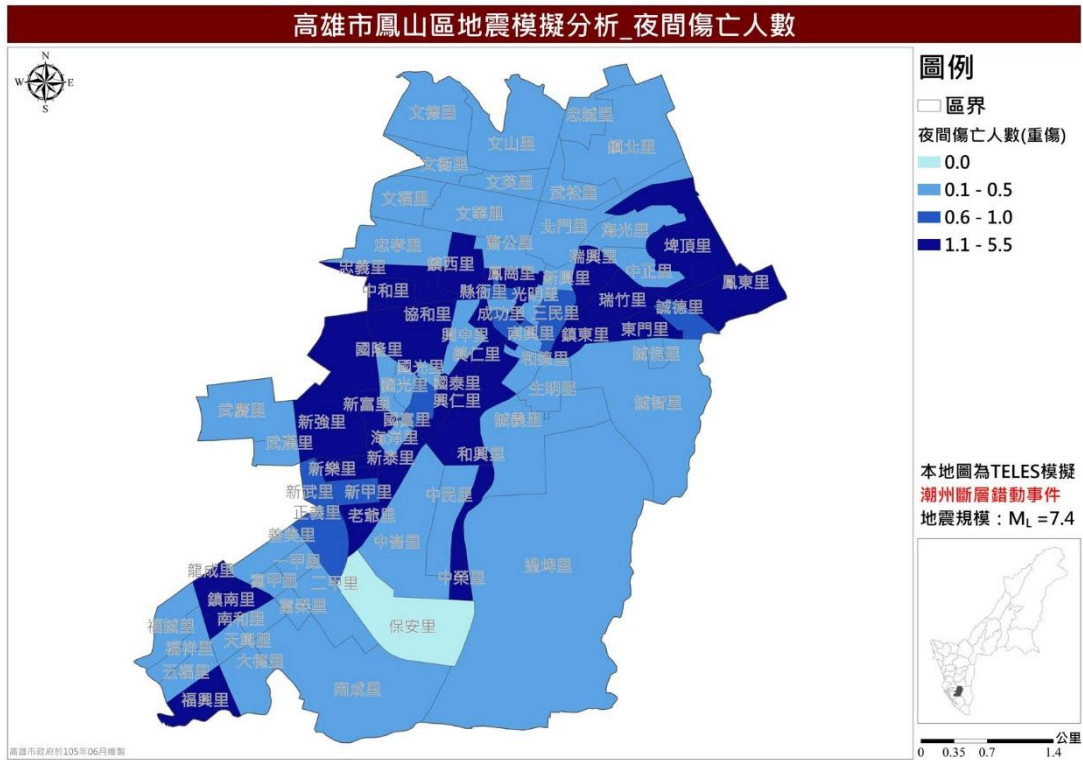 高雄市鳳山區地震模擬分析_夜間傷亡人數
N
W
E
S
圖例
區界
夜間傷亡人數(重傷)
0.0
0.1 - 0.5
0.6 - 1.0
1.1 - 5.5
文德里
忠誠里
文山里
鎮北里
文衡里
文英里
武松里
文福里
文華里
北門里
海光里
忠孝里
曹公里
埤頂里
忠義里
鎮西里
鳳崗里
新興里
瑞興里
中正里
鳳東里
中和里
縣衙里
光明里
瑞竹里
誠德里
協和里
成功里
三民里
興中里
南興里
鎮東里
東門里
國隆里
興仁里
和德里
誠信里
國光里
國光里
國泰里
生明里
武慶里
新富里
興仁里
誠智里
新強里
國富里
誠義里
武漢里
海洋里
新泰里
和興里
新樂里
新武里
新甲里
中民里
正義里
老爺里
善美里
中崙里
一甲里
過埤里
龍成里
富甲里
二甲里
中榮里
鎮南里
富榮里
福誠里
南和里
保安里
福祥里
天興里
五福里
大德里
南成里
福興里
本地圖為TELES模擬
潮州斷層錯動事件
地震規模：ML =7.4
公里
0 0.35 0.7 1.4
高雄市政府於105年06月繪製